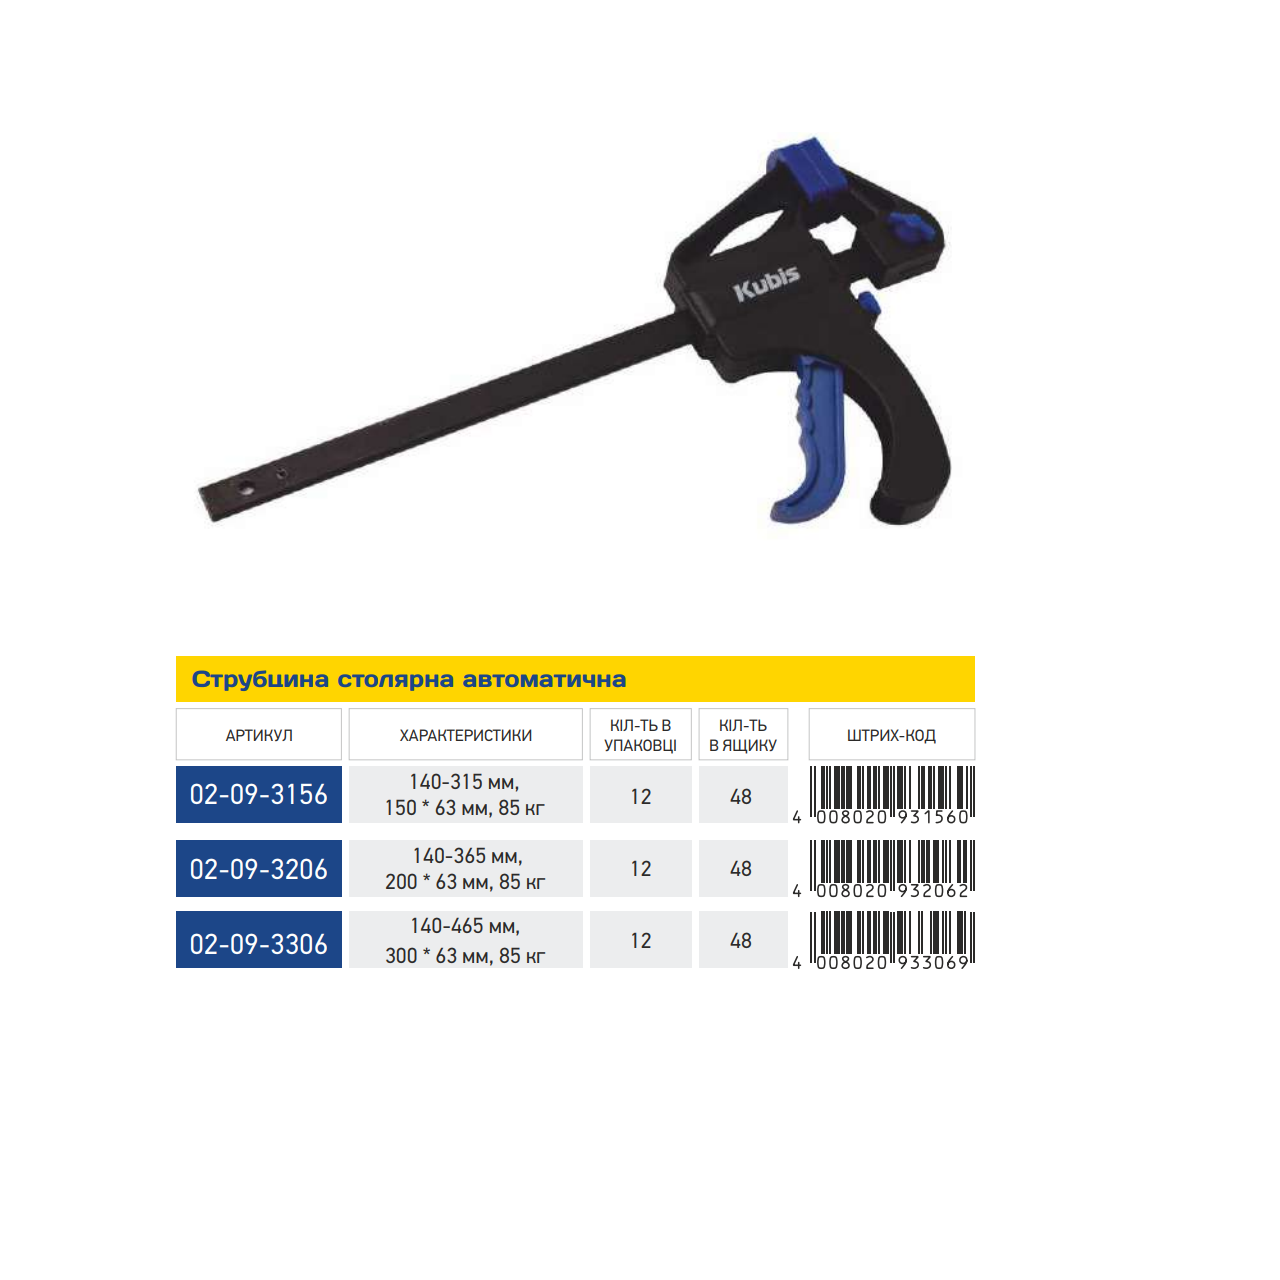 Kubis
Струбцина столярна автоматична
АРТИКУЛ
ХАРАКТЕРИСТИКИ
КІЛ-ТЬ В
УПАКОВЦІ
КІЛ-ТЬ
В ЯЩИКУ
ШТРИХ-КОД
02-09-3156
140-315 мм,
150 * 63 мм, 85 кг
12
48
4 008020 931560
02-09-3206
140-365 мм,
200 * 63 мм, 85 кг
12
48
4 008020 932062
02-09-3306
140-465 мм,
300 * 63 мм, 85 кг
12
48
4 008020 933069